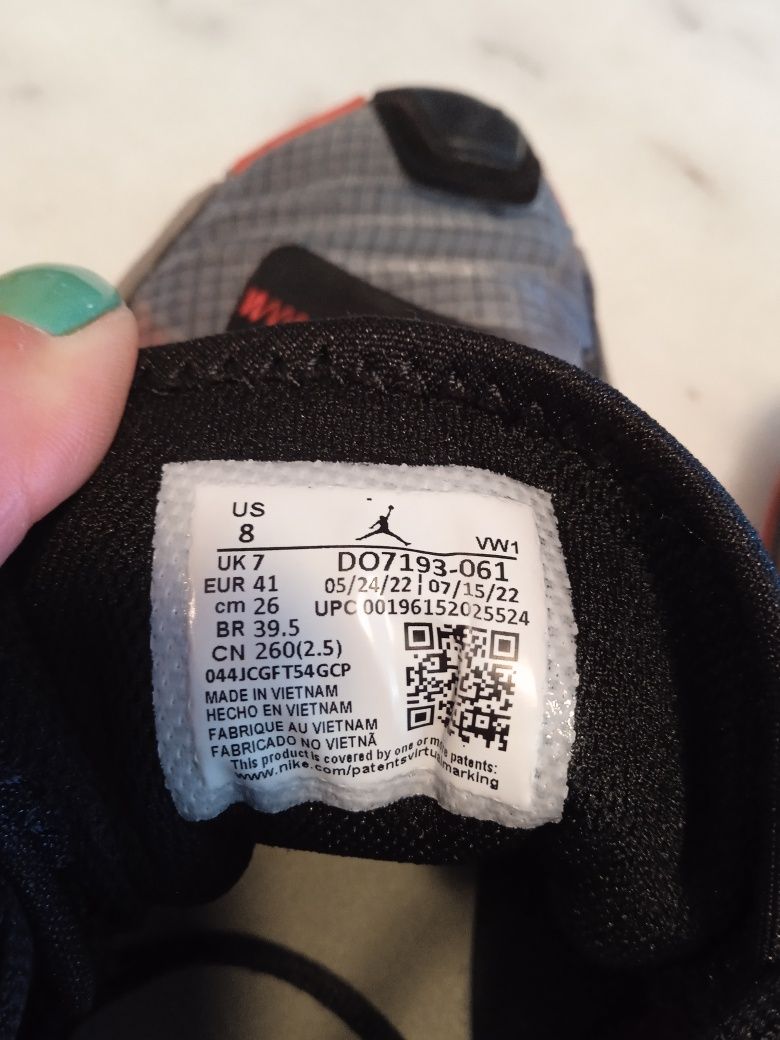 US
8
VW1
UK 7
DO7193-061
EUR 41
05/24/22 | 07/15/22
cm 26
UPC 00196152025524
BR 39.5
CN 260(2.5)
044JCGFT54GCP
MADE IN VIETNAM
HECHO EN VIETNAM
FABRIQUE AU VIETNAM
FABRICADO NO VIETNÃ
This product is covered by one or more patents:
www.nike.com/patentsvirtualmarking